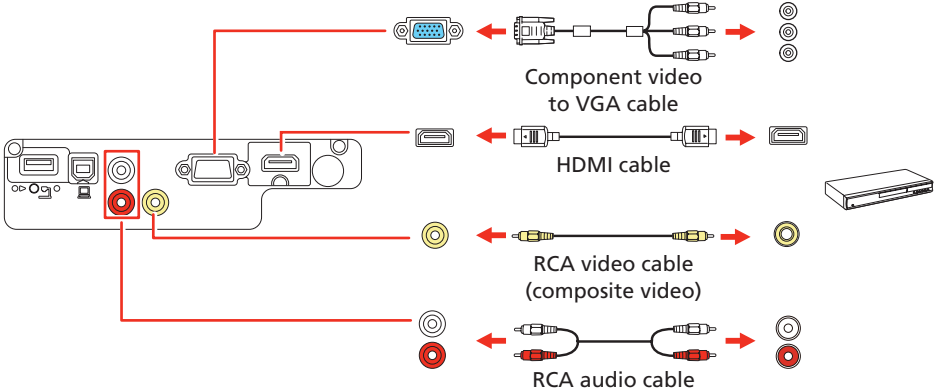 Component video
to VGA cable
HDMI cable
RCA video cable
(composite video)
RCA audio cable